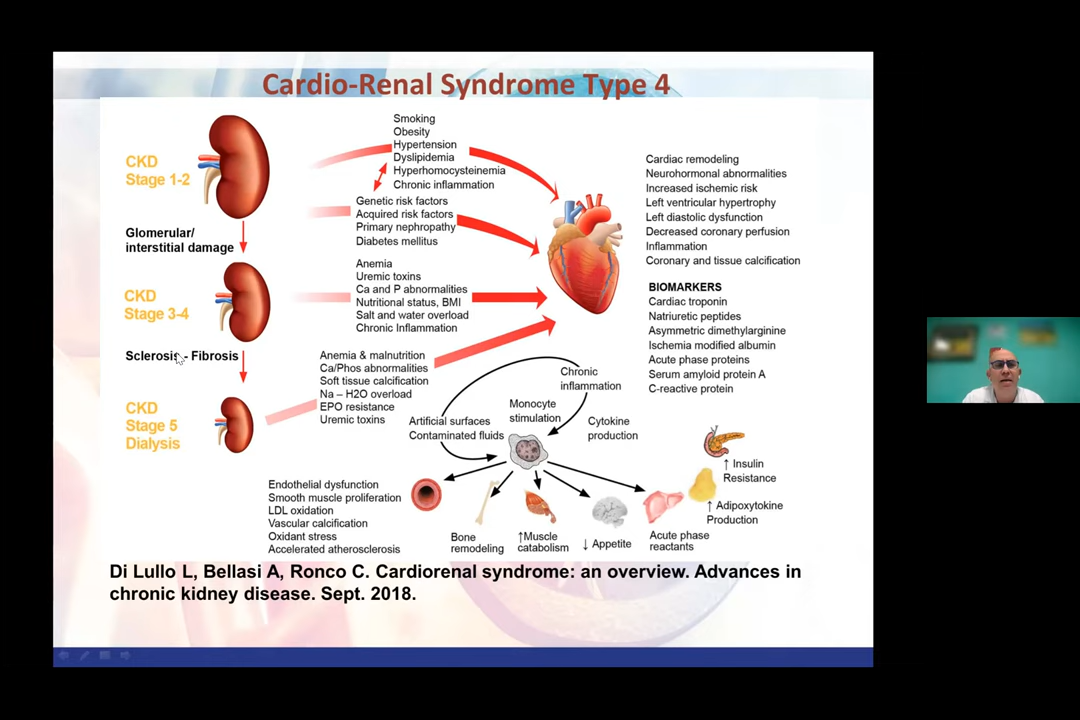 Cardio-Renal Syndrome Type 4
CKD
Stage 1-2
Glomerular/
interstitial damage
CKD
Stage 3-4
Sclerosis - Fibrosis
CKD
Stage 5
Dialysis
Smoking
Obesity
Hypertension
Dyslipidemia
Hyperhomocysteinemia
Chronic inflammation
Genetic risk factors
Acquired risk factors
Primary nephropathy
Diabetes mellitus
Anemia
Uremic toxins
Ca and P abnormalities
Nutritional status, BMI
Salt and water overload
Chronic Inflammation
Anemia & malnutrition
Ca/Phos abnormalities
Soft tissue calcification
Na – H2O overload
EPO resistance
Uremic toxins
Cardiac remodeling
Neurohormonal abnormalities
Increased ischemic risk
Left ventricular hypertrophy
Left diastolic dysfunction
Decreased coronary perfusion
Inflammation
Coronary and tissue calcification
BIOMARKERS
Cardiac troponin
Natriuretic peptides
Asymmetric dimethylarginine
Ischemia modified albumin
Acute phase proteins
Serum amyloid protein A
C-reactive protein
Chronic
inflammation
Monocyte
stimulation
Artificial surfaces
Contaminated fluids
Cytokine
production
Endothelial dysfunction
Smooth muscle proliferation
LDL oxidation
Vascular calcification
Oxidant stress
Accelerated atherosclerosis
Bone
remodeling
↑Muscle
catabolism
↓ Appetite
Acute phase
reactants
↑ Insulin
Resistance
↑ Adipoxytokine
Production
Di Lullo L, Bellasi A, Ronco C. Cardiorenal syndrome: an overview. Advances in
chronic kidney disease. Sept. 2018.